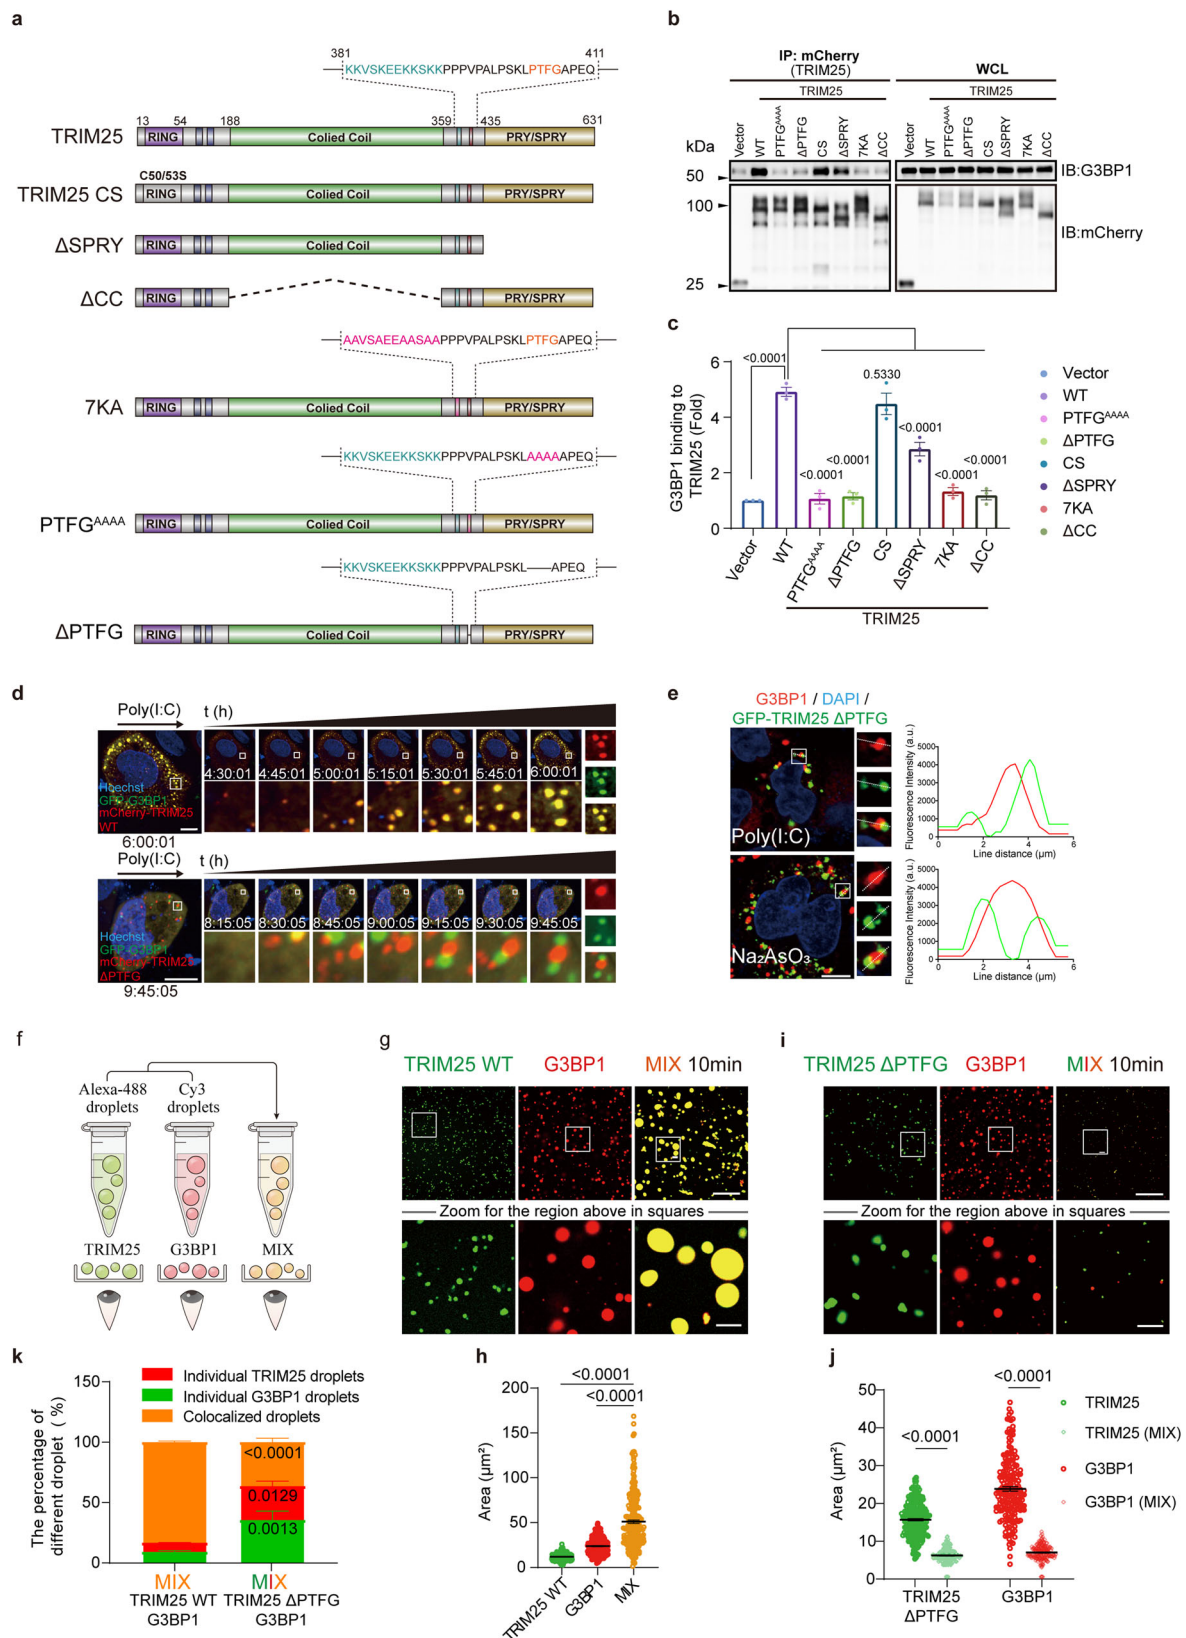 a
381
411
KKVSKEEKKSKKPPPVPALPSKLPTFGAPEQ
13 54 188 359 435 631
TRIM25 RING Colied Coil PRY/SPRY
C50/53S
TRIM25 CS RING Colied Coil PRY/SPRY
ΔSPRY RING Colied Coil
ΔCC RING PRY/SPRY
AAVSAEEAASAAPPPVPALPSKLPTFGAPEQ
7KA RING Colied Coil PRY/SPRY
KKVSKEEKKSKKPPPVPALPSKLAAAAAPEQ
PTFGAAAA RING Colied Coil PRY/SPRY
KKVSKEEKKSKKPPPVPALPSKL APEQ
ΔPTFG RING Colied Coil PRY/SPRY
b
IP: mCherry
(TRIM25)
WCL
TRIM25 TRIM25
kDa Vector WT PTFGAAAA ΔPTFG CS ΔSPRY 7KA ΔCC Vector WT PTFGAAAA ΔPTFG CS ΔSPRY 7KA ΔCC
50 IB:G3BP1
100
IB:mCherry
25
c
G3BP1 binding to
TRIM25 (Fold)
6
4
2
0
<0.0001
<0.0001
<0.0001
0.5330
<0.0001
<0.0001
<0.0001
Vector WT PTFGAAAA ΔPTFG CS ΔSPRY 7KA ΔCC
TRIM25
Vector
WT
PTFGAAAA
ΔPTFG
CS
ΔSPRY
7KA
ΔCC
d
Poly(I:C) t (h)
4:30:01 4:45:01 5:00:01 5:15:01 5:30:01 5:45:01 6:00:01
Hoechst
GFP-G3BP1
mCherry-TRIM25
WT
6:00:01
Poly(I:C) t (h)
8:15:05 8:30:05 8:45:05 9:00:05 9:15:05 9:30:05 9:45:05
Hoechst
GFP-G3BP1
mCherry-TRIM25
ΔPTFG
9:45:05
e
G3BP1 / DAPI /
GFP-TRIM25 ΔPTFG
Poly(I:C)
Na₂AsO₃
Fluorescence Intensity (a.u.)
5000
4000
3000
2000
1000
0
0 2 4 6
Line distance (μm)
Fluorescence Intensity (a.u.)
5000
4000
3000
2000
1000
0
0 2 4 6
Line distance (μm)
f
Alexa-488
droplets
Cy3
droplets
TRIM25 G3BP1 MIX
g
TRIM25 WT G3BP1 MIX 10min
Zoom for the region above in squares
i
TRIM25 ΔPTFG G3BP1 MIX 10min
Zoom for the region above in squares
k
Individual TRIM25 droplets
Individual G3BP1 droplets
Colocalized droplets
The percentage of
different droplet（%）
150
100
50
0
<0.0001
0.0129
0.0013
MIX
TRIM25 WT
G3BP1
MIX
TRIM25 ΔPTFG
G3BP1
h
<0.0001
<0.0001
Area (μm²)
200
150
100
50
0
TRIM25 WT G3BP1 MIX
j
<0.0001
<0.0001
Area (μm²)
50
40
30
20
10
0
TRIM25
ΔPTFG
G3BP1
TRIM25
TRIM25 (MIX)
G3BP1
G3BP1 (MIX)